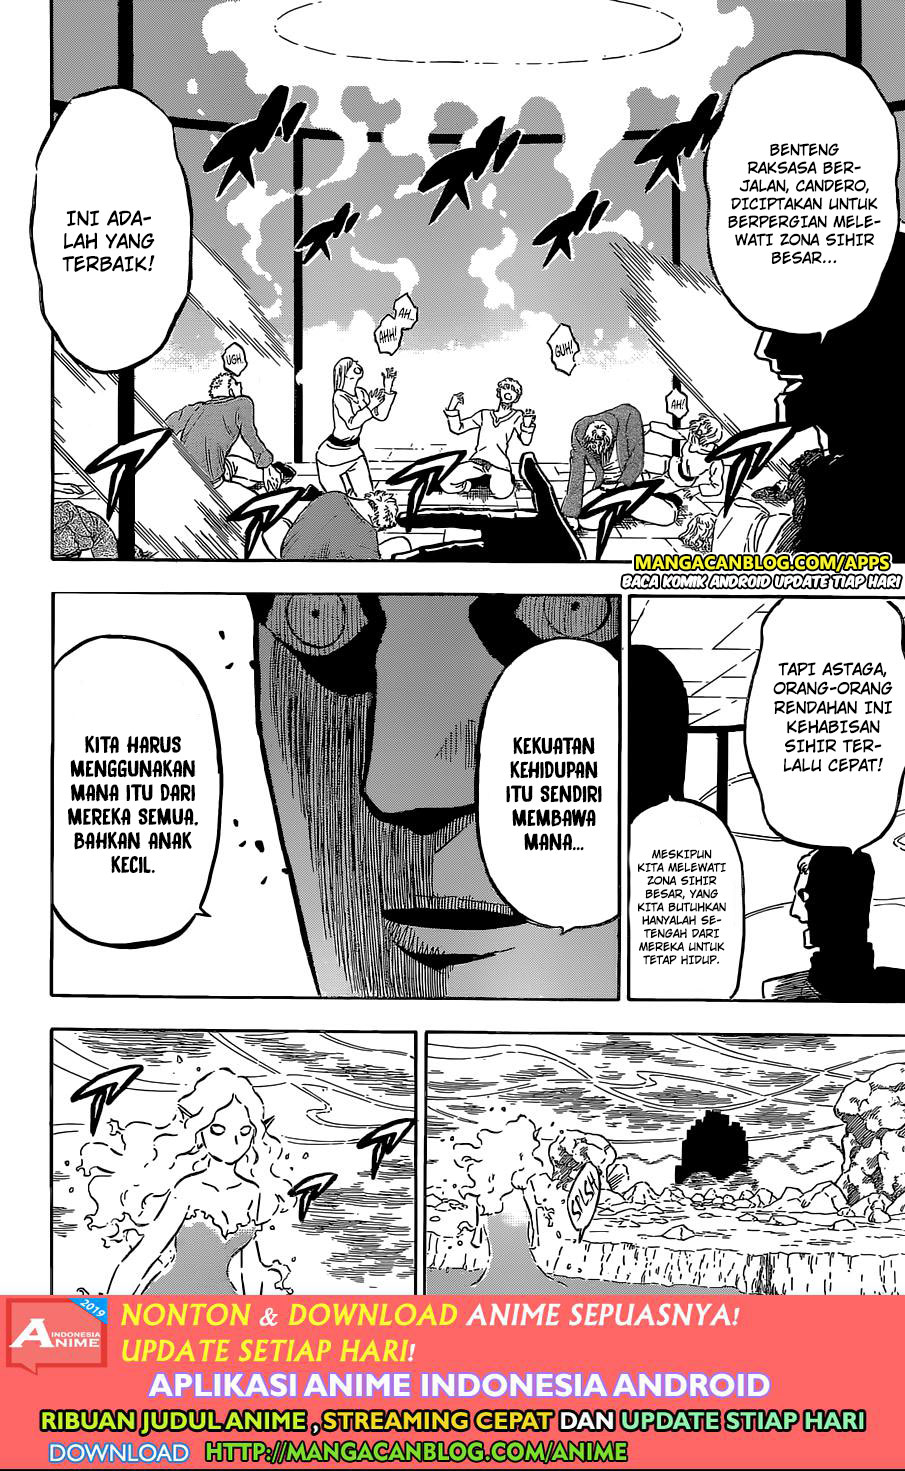 BENTENG
RAKSASA BER-
JALAN, CANDERO,
DICIPTAKAN UNTUK
BERPERGIAN MELE-
WATI ZONA SIHIR
BESAR...
INI ADA-
LAH YANG
TERBAIK!
AH...
AHH!
UGH.
GUH!
AH!
MANGACANBLOG.COM/APPS
BACA KOMIK ANDROID UPDATE TIAP HARI
TAPI ASTAGA,
ORANG-ORANG
RENDAHAN INI
KEHABISAN
SIHIR TER-
LALU CEPAT!
MESKIPUN
KITA MELEWATI
ZONA SIHIR
BESAR, YANG
KITA BUTUHKAN
HANYALAH SE-
TENGAH DARI
MEREKA UNTUK
TETAP HIDUP.
KEKUATAN
KEHIDUPAN
ITU SENDIRI
MEMBAWA
MANA...
KITA HARUS
MENGGUNAKAN
MANA ITU DARI
MEREKA SEMUA.
BAHKAN ANAK
KECIL.
SPLSH
2019
INDONESIA
ANIME
NONTON & DOWNLOAD ANIME SEPUASNYA!
UPDATE SETIAP HARI!
APLIKASI ANIME INDONESIA ANDROID
RIBUAN JUDUL ANIME , STREAMING CEPAT DAN UPDATE STIAP HARI
DOWNLOAD HTTP://MANGACANBLOG.COM/ANIME